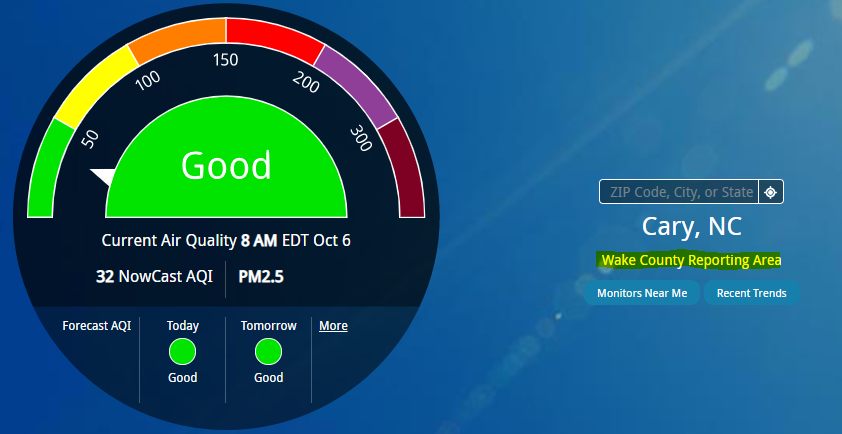 50
100
150
200
300
Good
Current Air Quality 8 AM EDT Oct 6
32 NowCast AQI
PM2.5
Forecast AQI
Today
Good
Tomorrow
Good
More
ZIP Code, City, or State
Cary, NC
Wake County Reporting Area
Monitors Near Me
Recent Trends